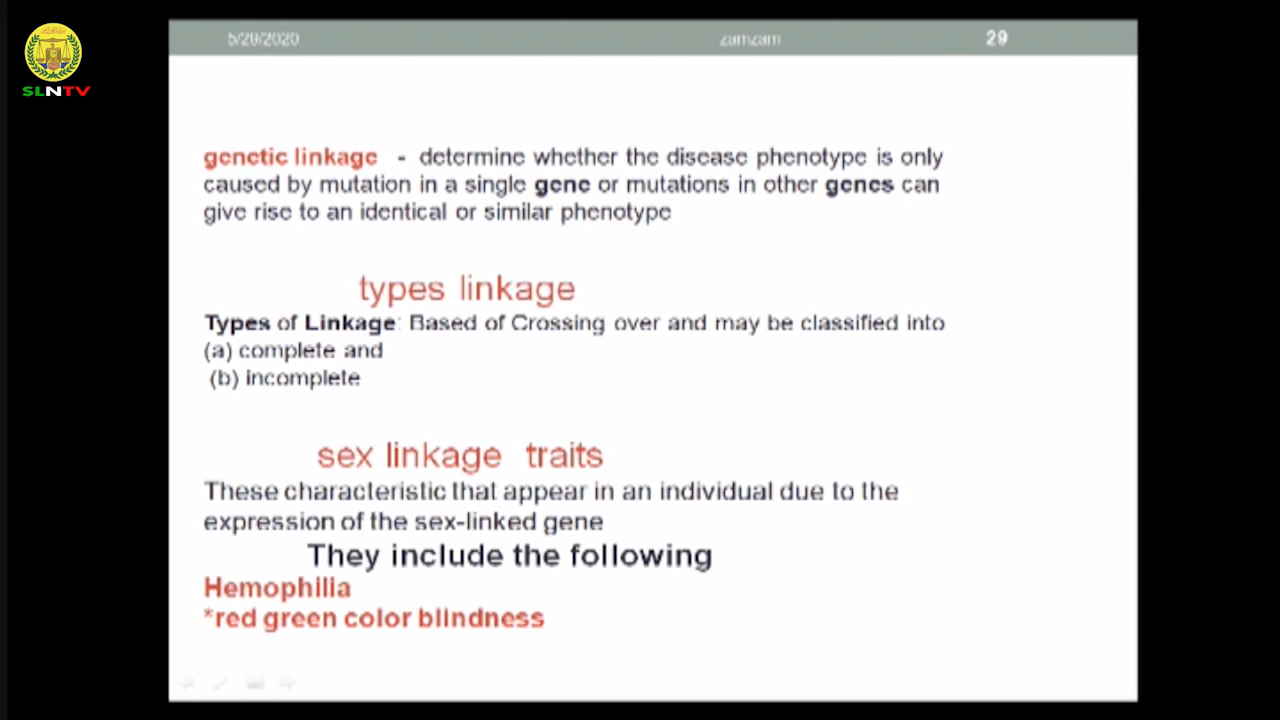 SLNTV
5/28/2020 zamzam 29
genetic linkage - determine whether the disease phenotype is only
caused by mutation in a single gene or mutations in other genes can
give rise to an identical or similar phenotype
types linkage
Types of Linkage: Based of Crossing over and may be classified into
(a) complete and
(b) incomplete
sex linkage traits
These characteristic that appear in an individual due to the
expression of the sex-linked gene
They include the following
Hemophilia
*red green color blindness